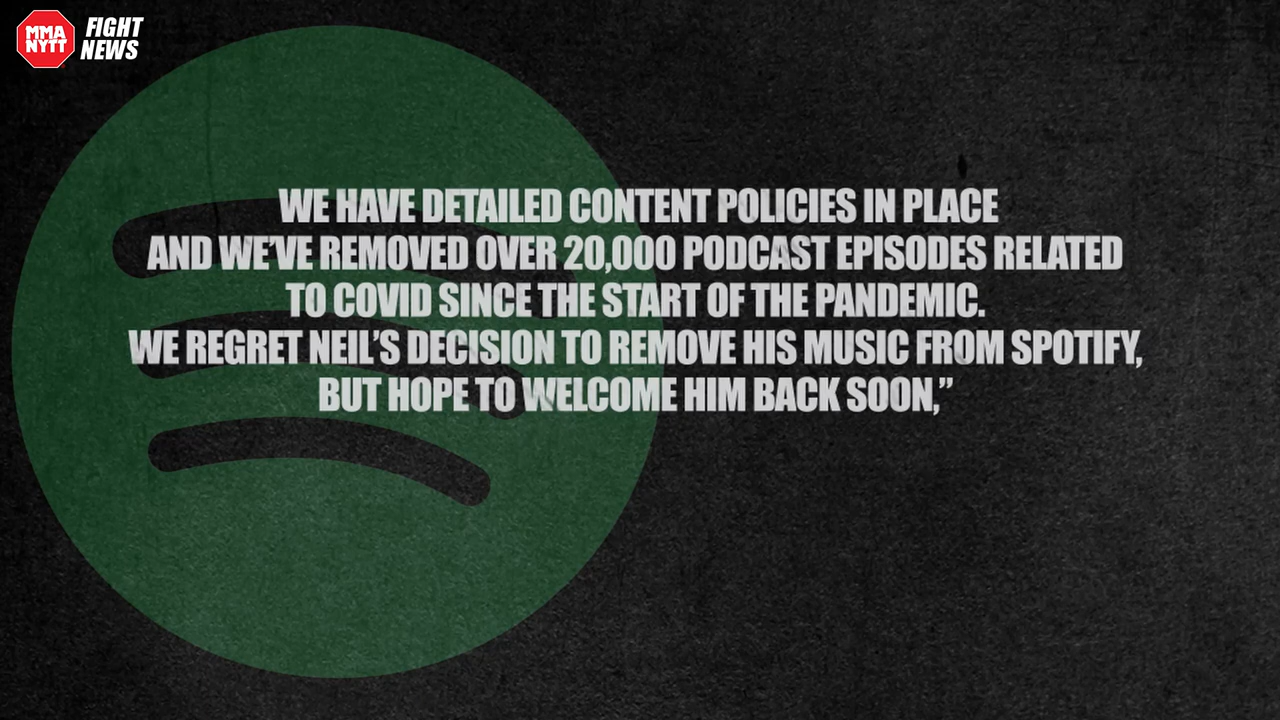 MMA
NYTT
FIGHT
NEWS
WE HAVE DETAILED CONTENT POLICIES IN PLACE
AND WE’VE REMOVED OVER 20,000 PODCAST EPISODES RELATED
TO COVID SINCE THE START OF THE PANDEMIC.
WE REGRET NEIL’S DECISION TO REMOVE HIS MUSIC FROM SPOTIFY,
BUT HOPE TO WELCOME HIM BACK SOON,”